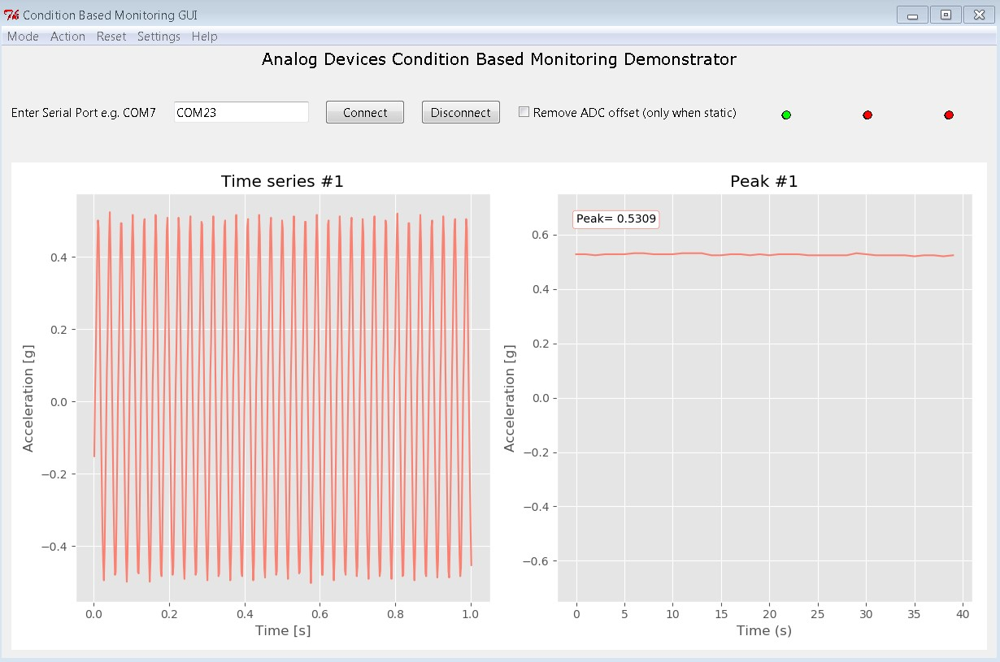 Condition Based Monitoring GUI
Mode Action Reset Settings Help
Analog Devices Condition Based Monitoring Demonstrator
Enter Serial Port e.g. COM7 COM23 Connect Disconnect Remove ADC offset (only when static)
Time series #1
Acceleration [g]
0.4
0.2
0.0
−0.2
−0.4
0.0 0.2 0.4 0.6 0.8 1.0
Time [s]
Peak #1
Peak= 0.5309
Acceleration [g]
0.6
0.4
0.2
0.0
−0.2
−0.4
−0.6
0 5 10 15 20 25 30 35 40
Time (s)